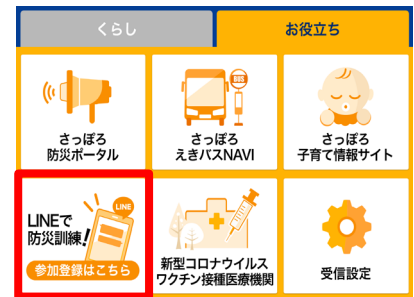 くらし
お役立ち
BUS
さっぽろ
防災ポータル
さっぽろ
えきバスNAVI
さっぽろ
子育て情報サイト
LINE
LINEで
防災訓練!
参加登録はこちら
新型コロナウイルス
ワクチン接種医療機関
受信設定